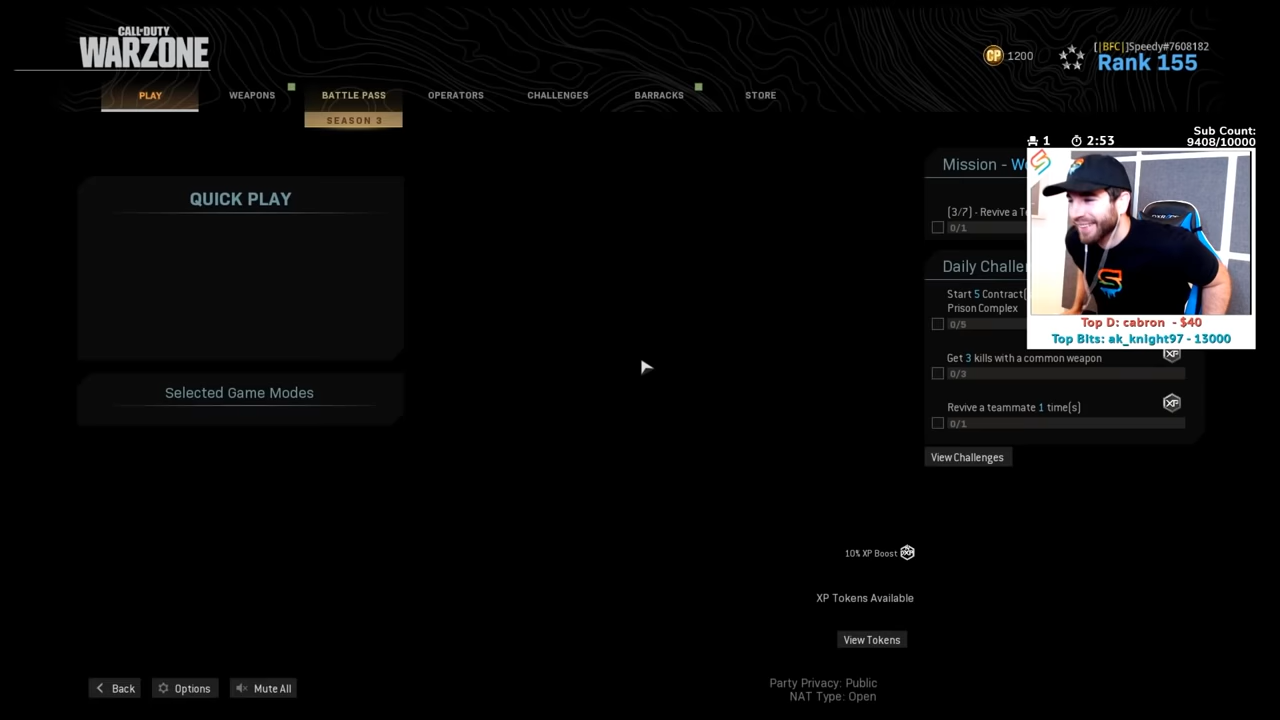 CALL OF DUTY
WARZONE
CP 1200
[|BFC|]Speedy#7608182
Rank 155
PLAY
WEAPONS
BATTLE PASS
OPERATORS
CHALLENGES
BARRACKS
STORE
SEASON 3
1
2:53
Sub Count:
9408/10000
QUICK PLAY
Selected Game Modes
Mission -
(3/7) - Revive a
0/1
Daily
Start 5
Prison Complex
0/5
Top D: cabron - $40
Top Bits: ak_knight97 - 13000
Get 3 kills with a common weapon
0/3
Revive a teammate 1 time(s)
0/1
View Challenges
10% XP Boost
XP Tokens Available
View Tokens
Back
Options
Mute All
Party Privacy: Public
NAT Type: Open